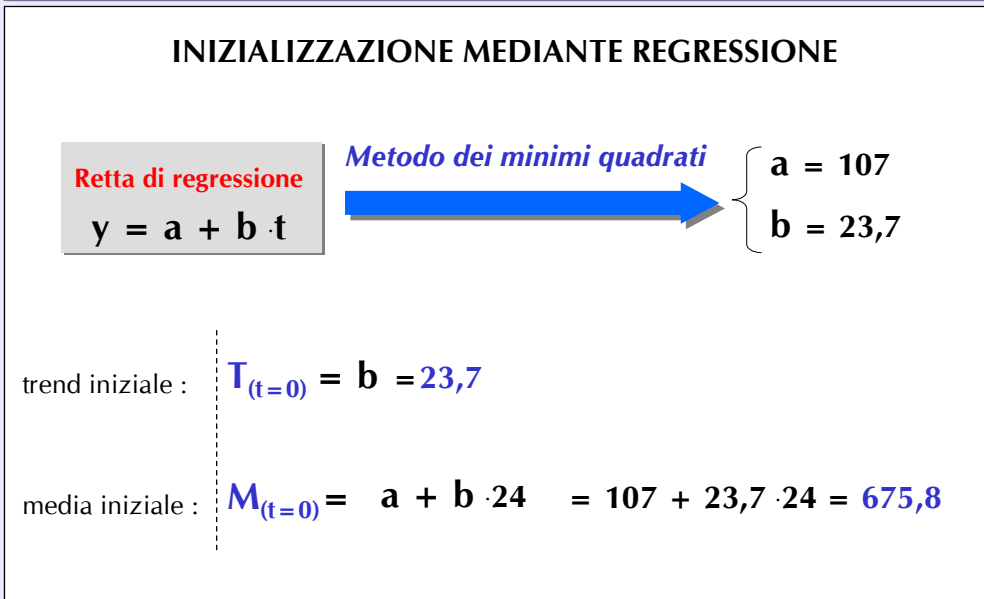 INIZIALIZZAZIONE MEDIANTE REGRESSIONE
Metodo dei minimi quadrati
Retta di regressione
y = a + b ·t
a = 107
b = 23,7
trend iniziale : T(t=0) = b = 23,7
media iniziale : M(t=0) = a + b ·24 = 107 + 23,7 ·24 = 675,8